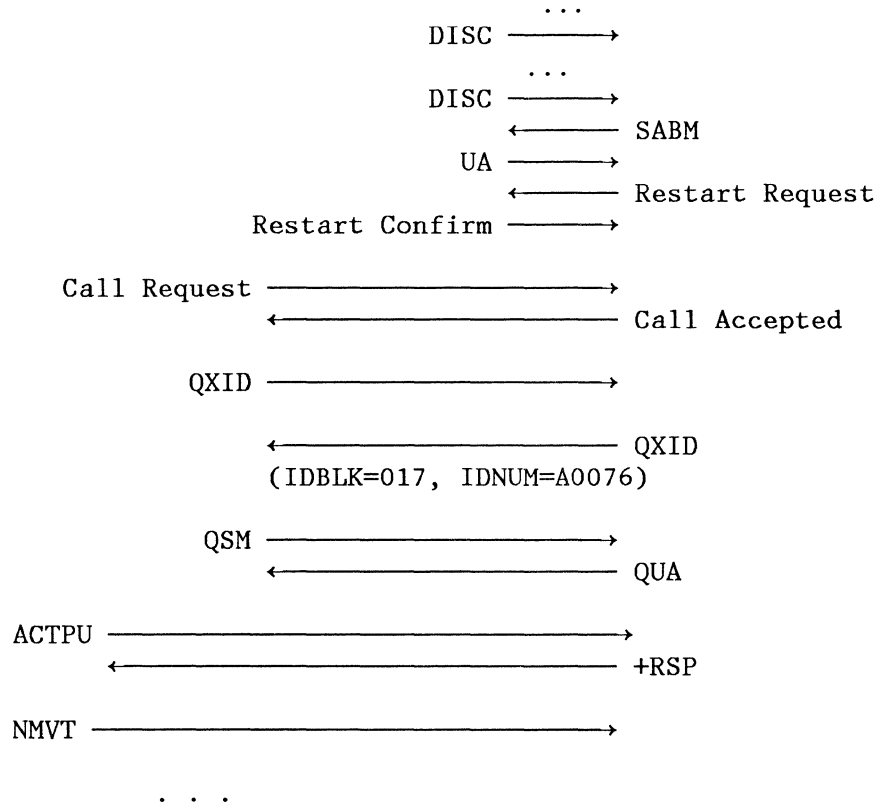 ...
DISC
...
DISC
SABM
UA
Restart Request
Restart Confirm
Call Request
Call Accepted
QXID
QXID
(IDBLK=017, IDNUM=A0076)
QSM
QUA
ACTPU
+RSP
NMVT
. . .